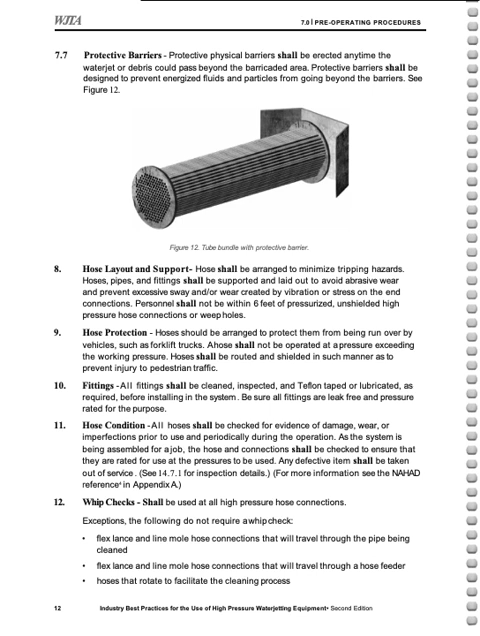 WJTA
7.0 | PRE-OPERATING PROCEDURES
7.7 Protective Barriers - Protective physical barriers shall be erected anytime the
waterjet or debris could pass beyond the barricaded area. Protective barriers shall be
designed to prevent energized fluids and particles from going beyond the barriers. See
Figure 12.
Figure 12. Tube bundle with protective barrier.
8. Hose Layout and Support- Hose shall be arranged to minimize tripping hazards.
Hoses, pipes, and fittings shall be supported and laid out to avoid abrasive wear
and prevent excessive sway and/or wear created by vibration or stress on the end
connections. Personnel shall not be within 6 feet of pressurized, unshielded high
pressure hose connections or weep holes.
9. Hose Protection - Hoses should be arranged to protect them from being run over by
vehicles, such as forklift trucks. A hose shall not be operated at a pressure exceeding
the working pressure. Hoses shall be routed and shielded in such manner as to
prevent injury to pedestrian traffic.
10. Fittings -All fittings shall be cleaned, inspected, and Teflon taped or lubricated, as
required, before installing in the system. Be sure all fittings are leak free and pressure
rated for the purpose.
11. Hose Condition -All hoses shall be checked for evidence of damage, wear, or
imperfections prior to use and periodically during the operation. As the system is
being assembled for a job, the hose and connections shall be checked to ensure that
they are rated for use at the pressures to be used. Any defective item shall be taken
out of service. (See 14.7.1 for inspection details.) (For more information see the NAHAD
reference⁴ in Appendix A.)
12. Whip Checks - Shall be used at all high pressure hose connections.
Exceptions, the following do not require a whip check:
• flex lance and line mole hose connections that will travel through the pipe being
cleaned
• flex lance and line mole hose connections that will travel through a hose feeder
• hoses that rotate to facilitate the cleaning process
12 Industry Best Practices for the Use of High Pressure Waterjetting Equipment• Second Edition